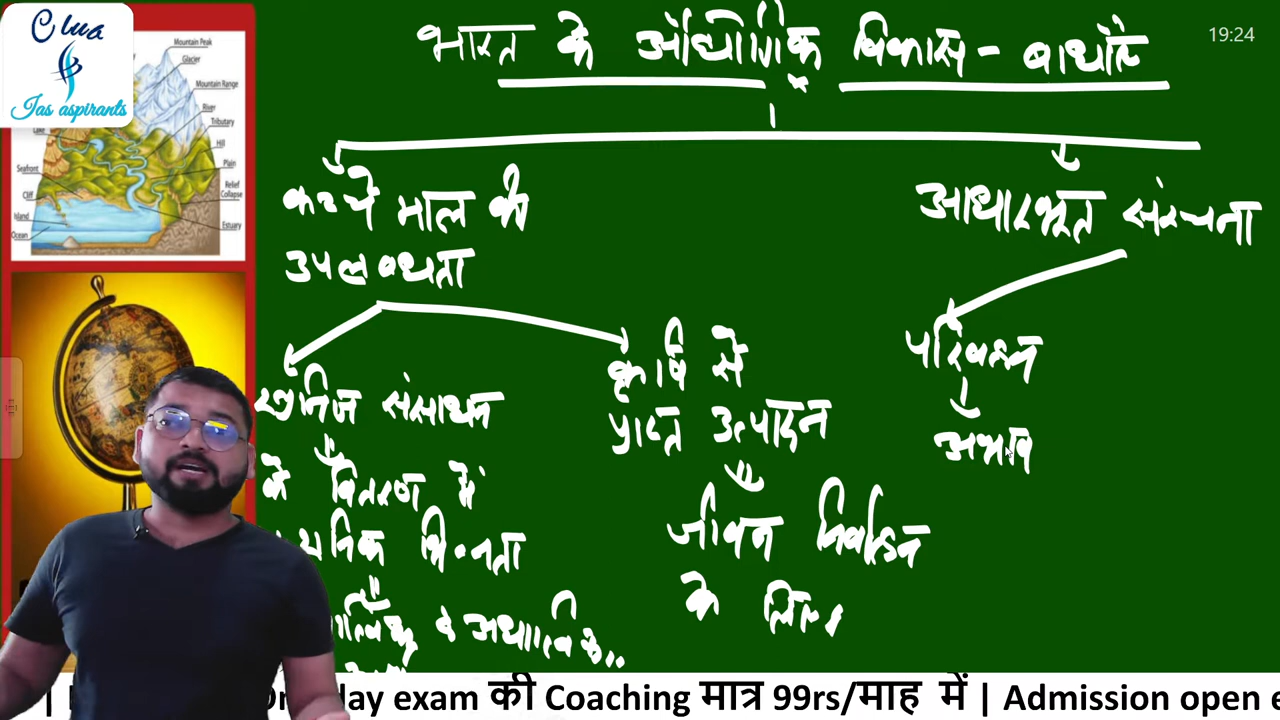 Clua
Ias aspirants
19:24
भारत के औद्योगिक विकास - बाधाँऐ
कच्चे माल की
उपलब्धता
आधारभूत संरचना
खनिज संसाधन
के वितरण में
भिन्नता
कृषि से
प्राप्त उत्पादन
जीवन निर्वहन
के लिए
परिवहन
अभाव
Mountain Peak
Glacier
Mountain Range
River
Tributary
Hill
Plain
Relief
Collapse
Estuary
Lake
Seafront
Cliff
Island
Ocean
day exam की Coaching मात्र 99rs/माह में | Admission open